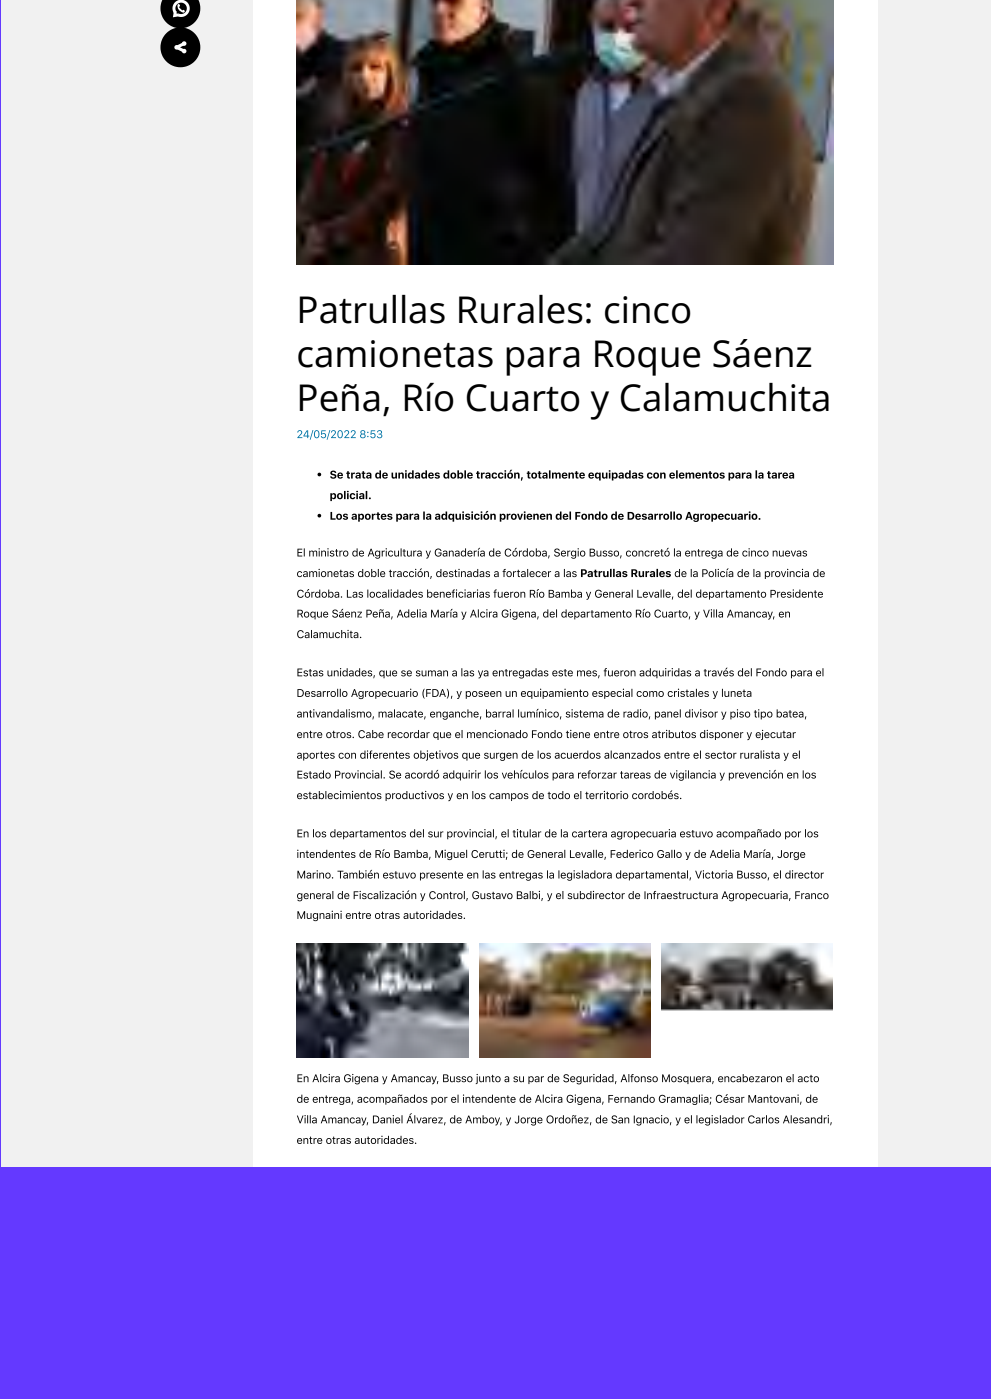 Patrullas Rurales: cinco
camionetas para Roque Sáenz
Peña, Río Cuarto y Calamuchita
24/05/2022 8:53
• Se trata de unidades doble tracción, totalmente equipadas con elementos para la tarea
policial.
• Los aportes para la adquisición provienen del Fondo de Desarrollo Agropecuario.
El ministro de Agricultura y Ganadería de Córdoba, Sergio Busso, concretó la entrega de cinco nuevas
camionetas doble tracción, destinadas a fortalecer a las Patrullas Rurales de la Policía de la provincia de
Córdoba. Las localidades beneficiarias fueron Río Bamba y General Levalle, del departamento Presidente
Roque Sáenz Peña, Adelia María y Alcira Gigena, del departamento Río Cuarto, y Villa Amancay, en
Calamuchita.
Estas unidades, que se suman a las ya entregadas este mes, fueron adquiridas a través del Fondo para el
Desarrollo Agropecuario (FDA), y poseen un equipamiento especial como cristales y luneta
antivandalismo, malacate, enganche, barral lumínico, sistema de radio, panel divisor y piso tipo batea,
entre otros. Cabe recordar que el mencionado Fondo tiene entre otros atributos disponer y ejecutar
aportes con diferentes objetivos que surgen de los acuerdos alcanzados entre el sector ruralista y el
Estado Provincial. Se acordó adquirir los vehículos para reforzar tareas de vigilancia y prevención en los
establecimientos productivos y en los campos de todo el territorio cordobés.
En los departamentos del sur provincial, el titular de la cartera agropecuaria estuvo acompañado por los
intendentes de Río Bamba, Miguel Cerutti; de General Levalle, Federico Gallo y de Adelia María, Jorge
Marino. También estuvo presente en las entregas la legisladora departamental, Victoria Busso, el director
general de Fiscalización y Control, Gustavo Balbi, y el subdirector de Infraestructura Agropecuaria, Franco
Mugnaini entre otras autoridades.
En Alcira Gigena y Amancay, Busso junto a su par de Seguridad, Alfonso Mosquera, encabezaron el acto
de entrega, acompañados por el intendente de Alcira Gigena, Fernando Gramaglia; César Mantovani, de
Villa Amancay, Daniel Álvarez, de Amboy, y Jorge Ordoñez, de San Ignacio, y el legislador Carlos Alesandri,
entre otras autoridades.